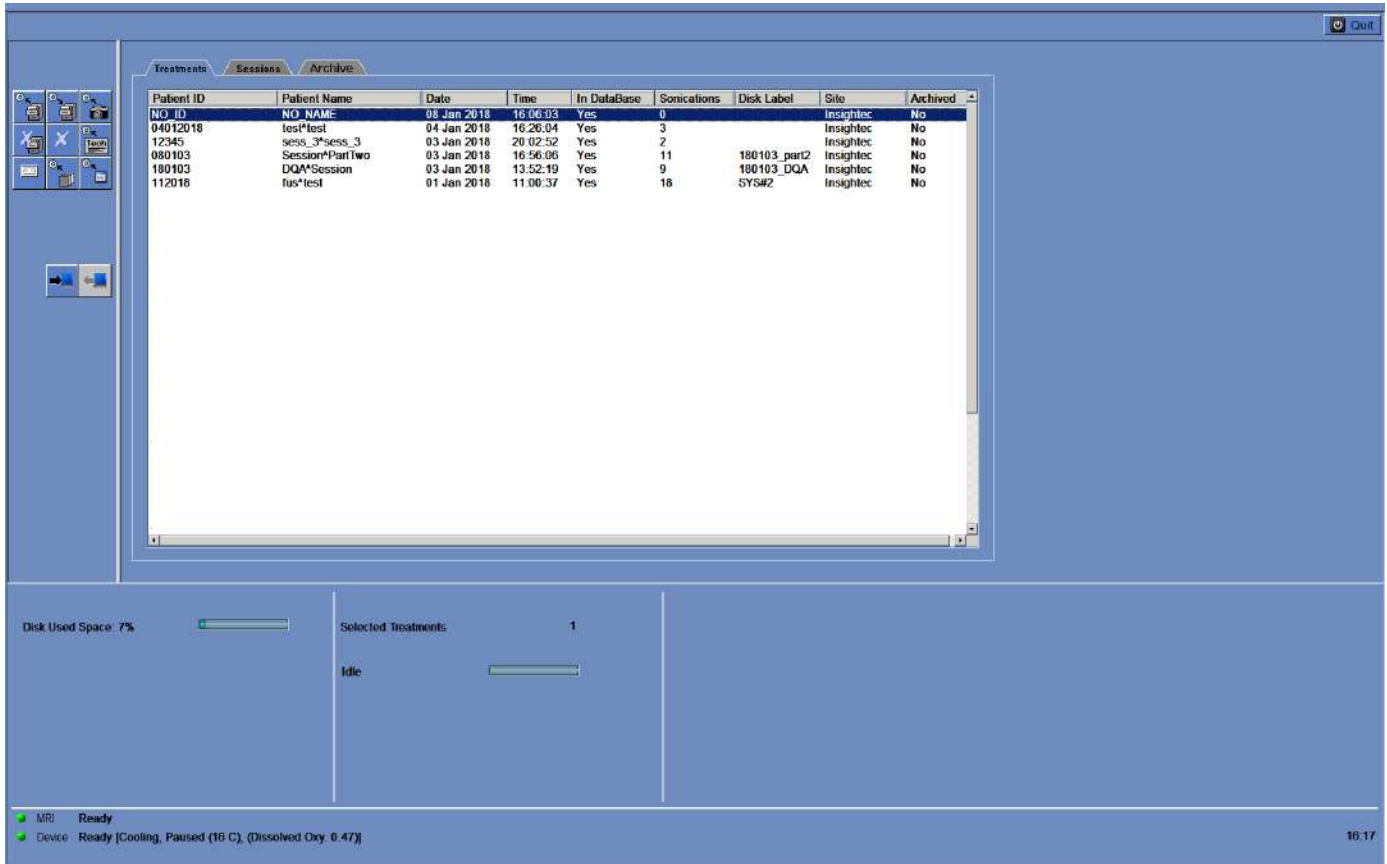 Quit
Treatments Sessions Archive
Patient ID Patient Name Date Time In DataBase Sonications Disk Label Site Archived
NO_ID NO_NAME 08 Jan 2018 16:06:03 Yes 0 Insightec No
04012018 test^test 04 Jan 2018 16:26:04 Yes 3 Insightec No
12345 sess_3^sess_3 03 Jan 2018 20:02:52 Yes 2 Insightec No
080103 Session^PartTwo 03 Jan 2018 16:56:06 Yes 11 180103_part2 Insightec No
180103 DQA^Session 03 Jan 2018 13:52:19 Yes 9 180103_DQA Insightec No
112018 fus^test 01 Jan 2018 11:00:37 Yes 18 SYS#2 Insightec No
Tech
Disk Used Space: 7% Selected Treatments 1
Idle
MRI Ready
Device Ready [Cooling, Paused (16 C), (Dissolved Oxy. 0.47)] 16:17